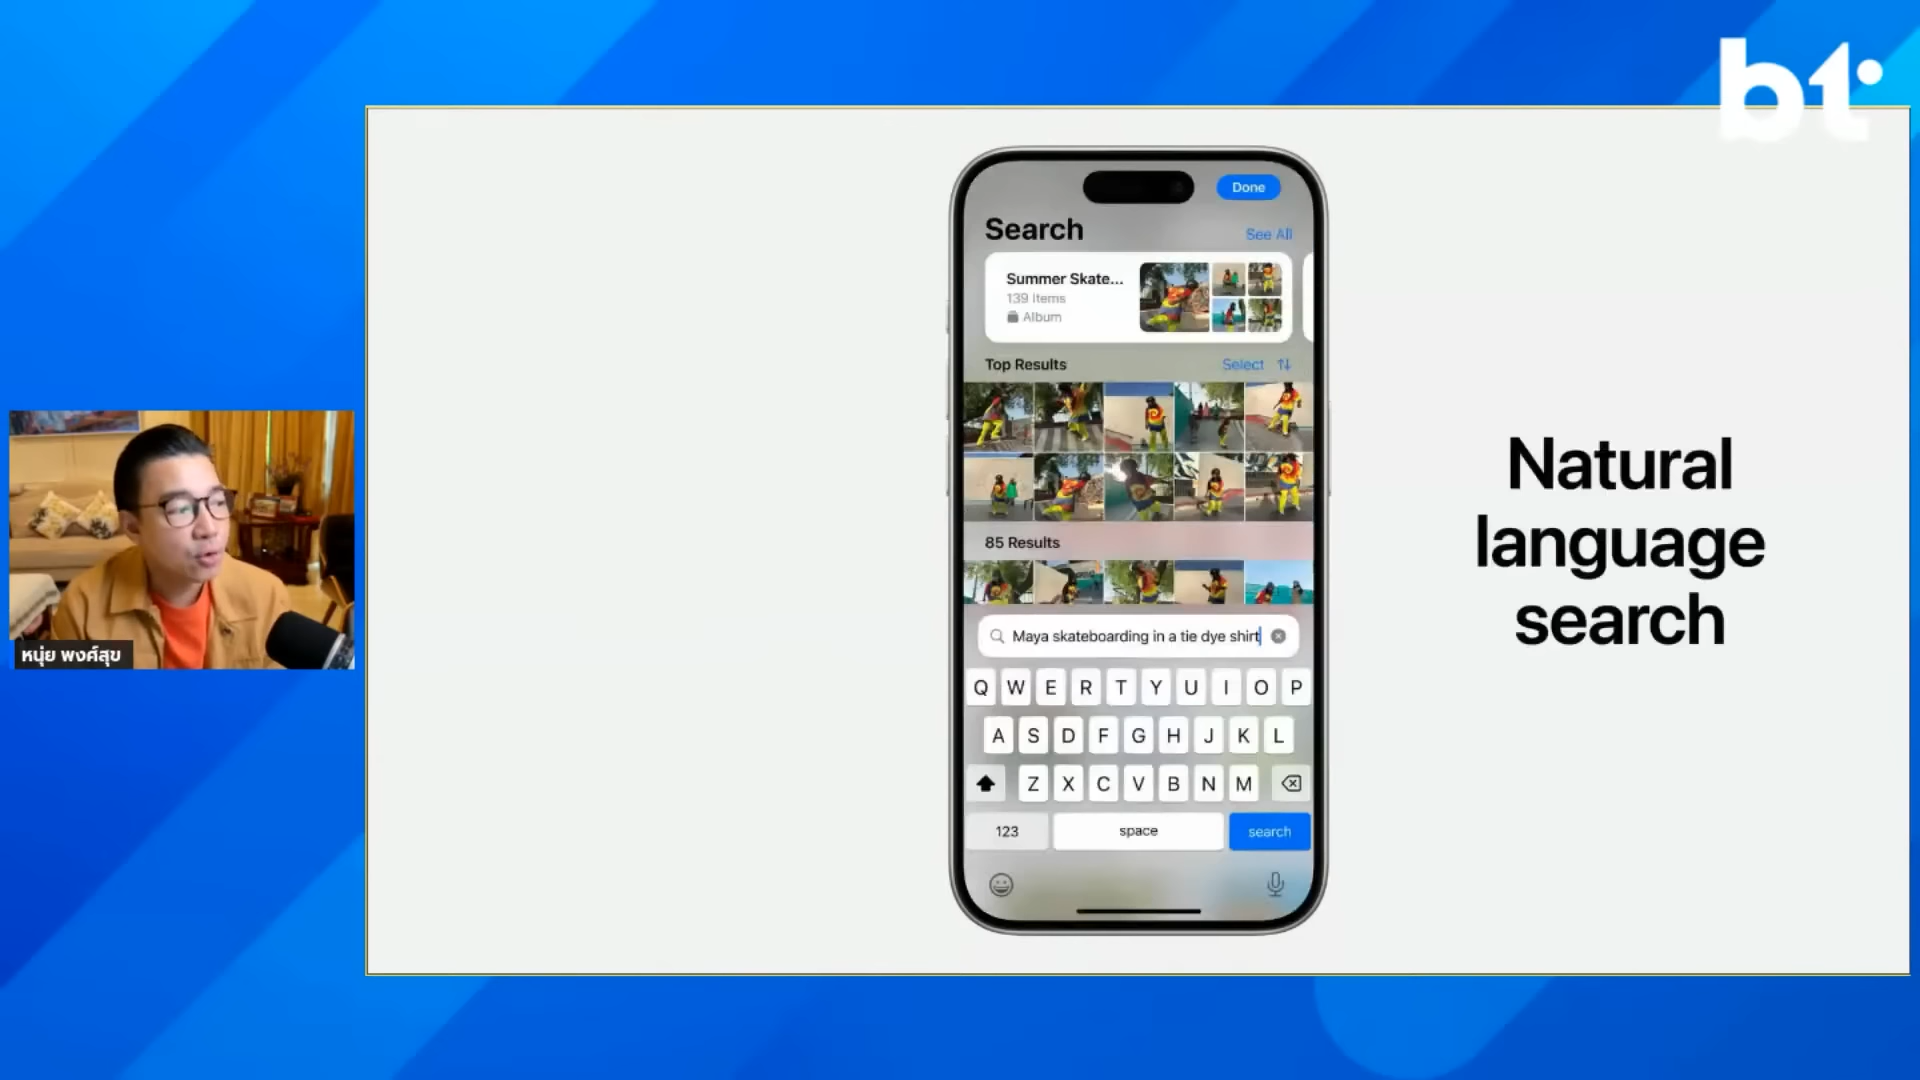 bt
Done
Search
See All
Summer Skate...
139 Items
Album
Top Results
Select
85 Results
Maya skateboarding in a tie dye shirt
Q W E R T Y U I O P
A S D F G H J K L
Z X C V B N M
123
space
search
Natural
language
search
หนุ่ย พงศ์สุข